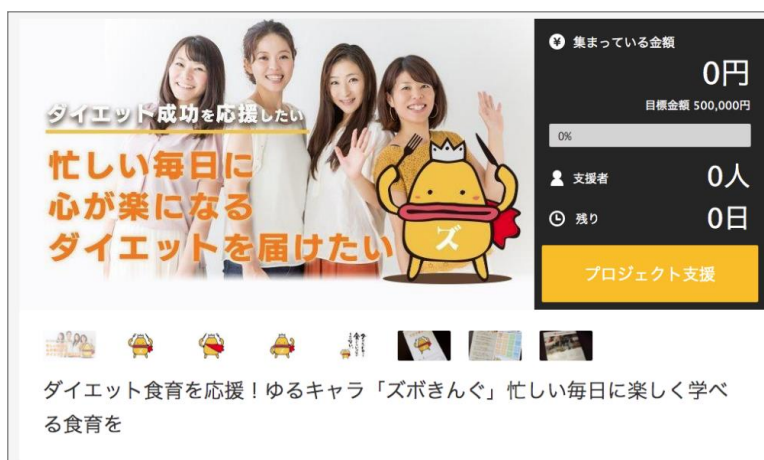 ダイエット成功を応援したい
忙しい毎日に
心が楽になる
ダイエットを届けたい
ズ
集まっている金額
0円
目標金額 500,000円
0%
支援者
0人
残り
0日
プロジェクト支援
ダイエット食育を応援!ゆるキャラ「ズボきんぐ」忙しい毎日に楽しく学べ
る食育を